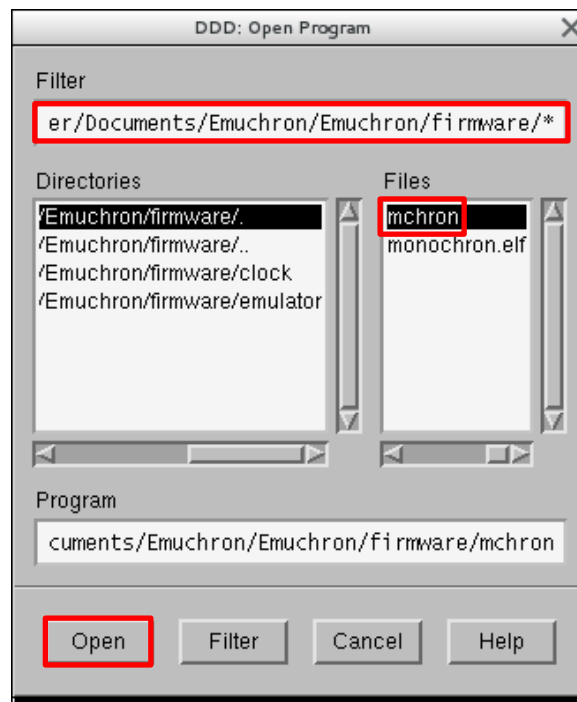 DDD: Open Program
Filter
er/Documents/Emuchron/Emuchron/firmware/*
Directories
Files
/Emuchron/firmware/.
mchron
/Emuchron/firmware/..
monochron.elf
/Emuchron/firmware/clock
/Emuchron/firmware/emulator
Program
cuments/Emuchron/Emuchron/firmware/mchron
Open
Filter
Cancel
Help